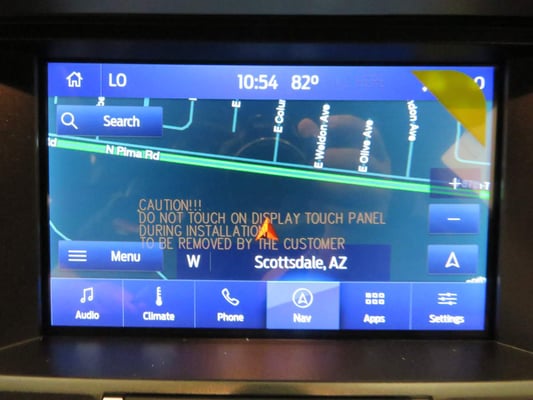 LO 10:54 82° O
Search
E Weldon Ave
E Olive Ave
N Pima Rd
+
CAUTION!!!
DO NOT TOUCH ON DISPLAY TOUCH PANEL
DURING INSTALLATION
TO BE REMOVED BY THE CUSTOMER
−
Menu
W
Scottsdale, AZ
Audio
Climate
Phone
Nav
Apps
Settings